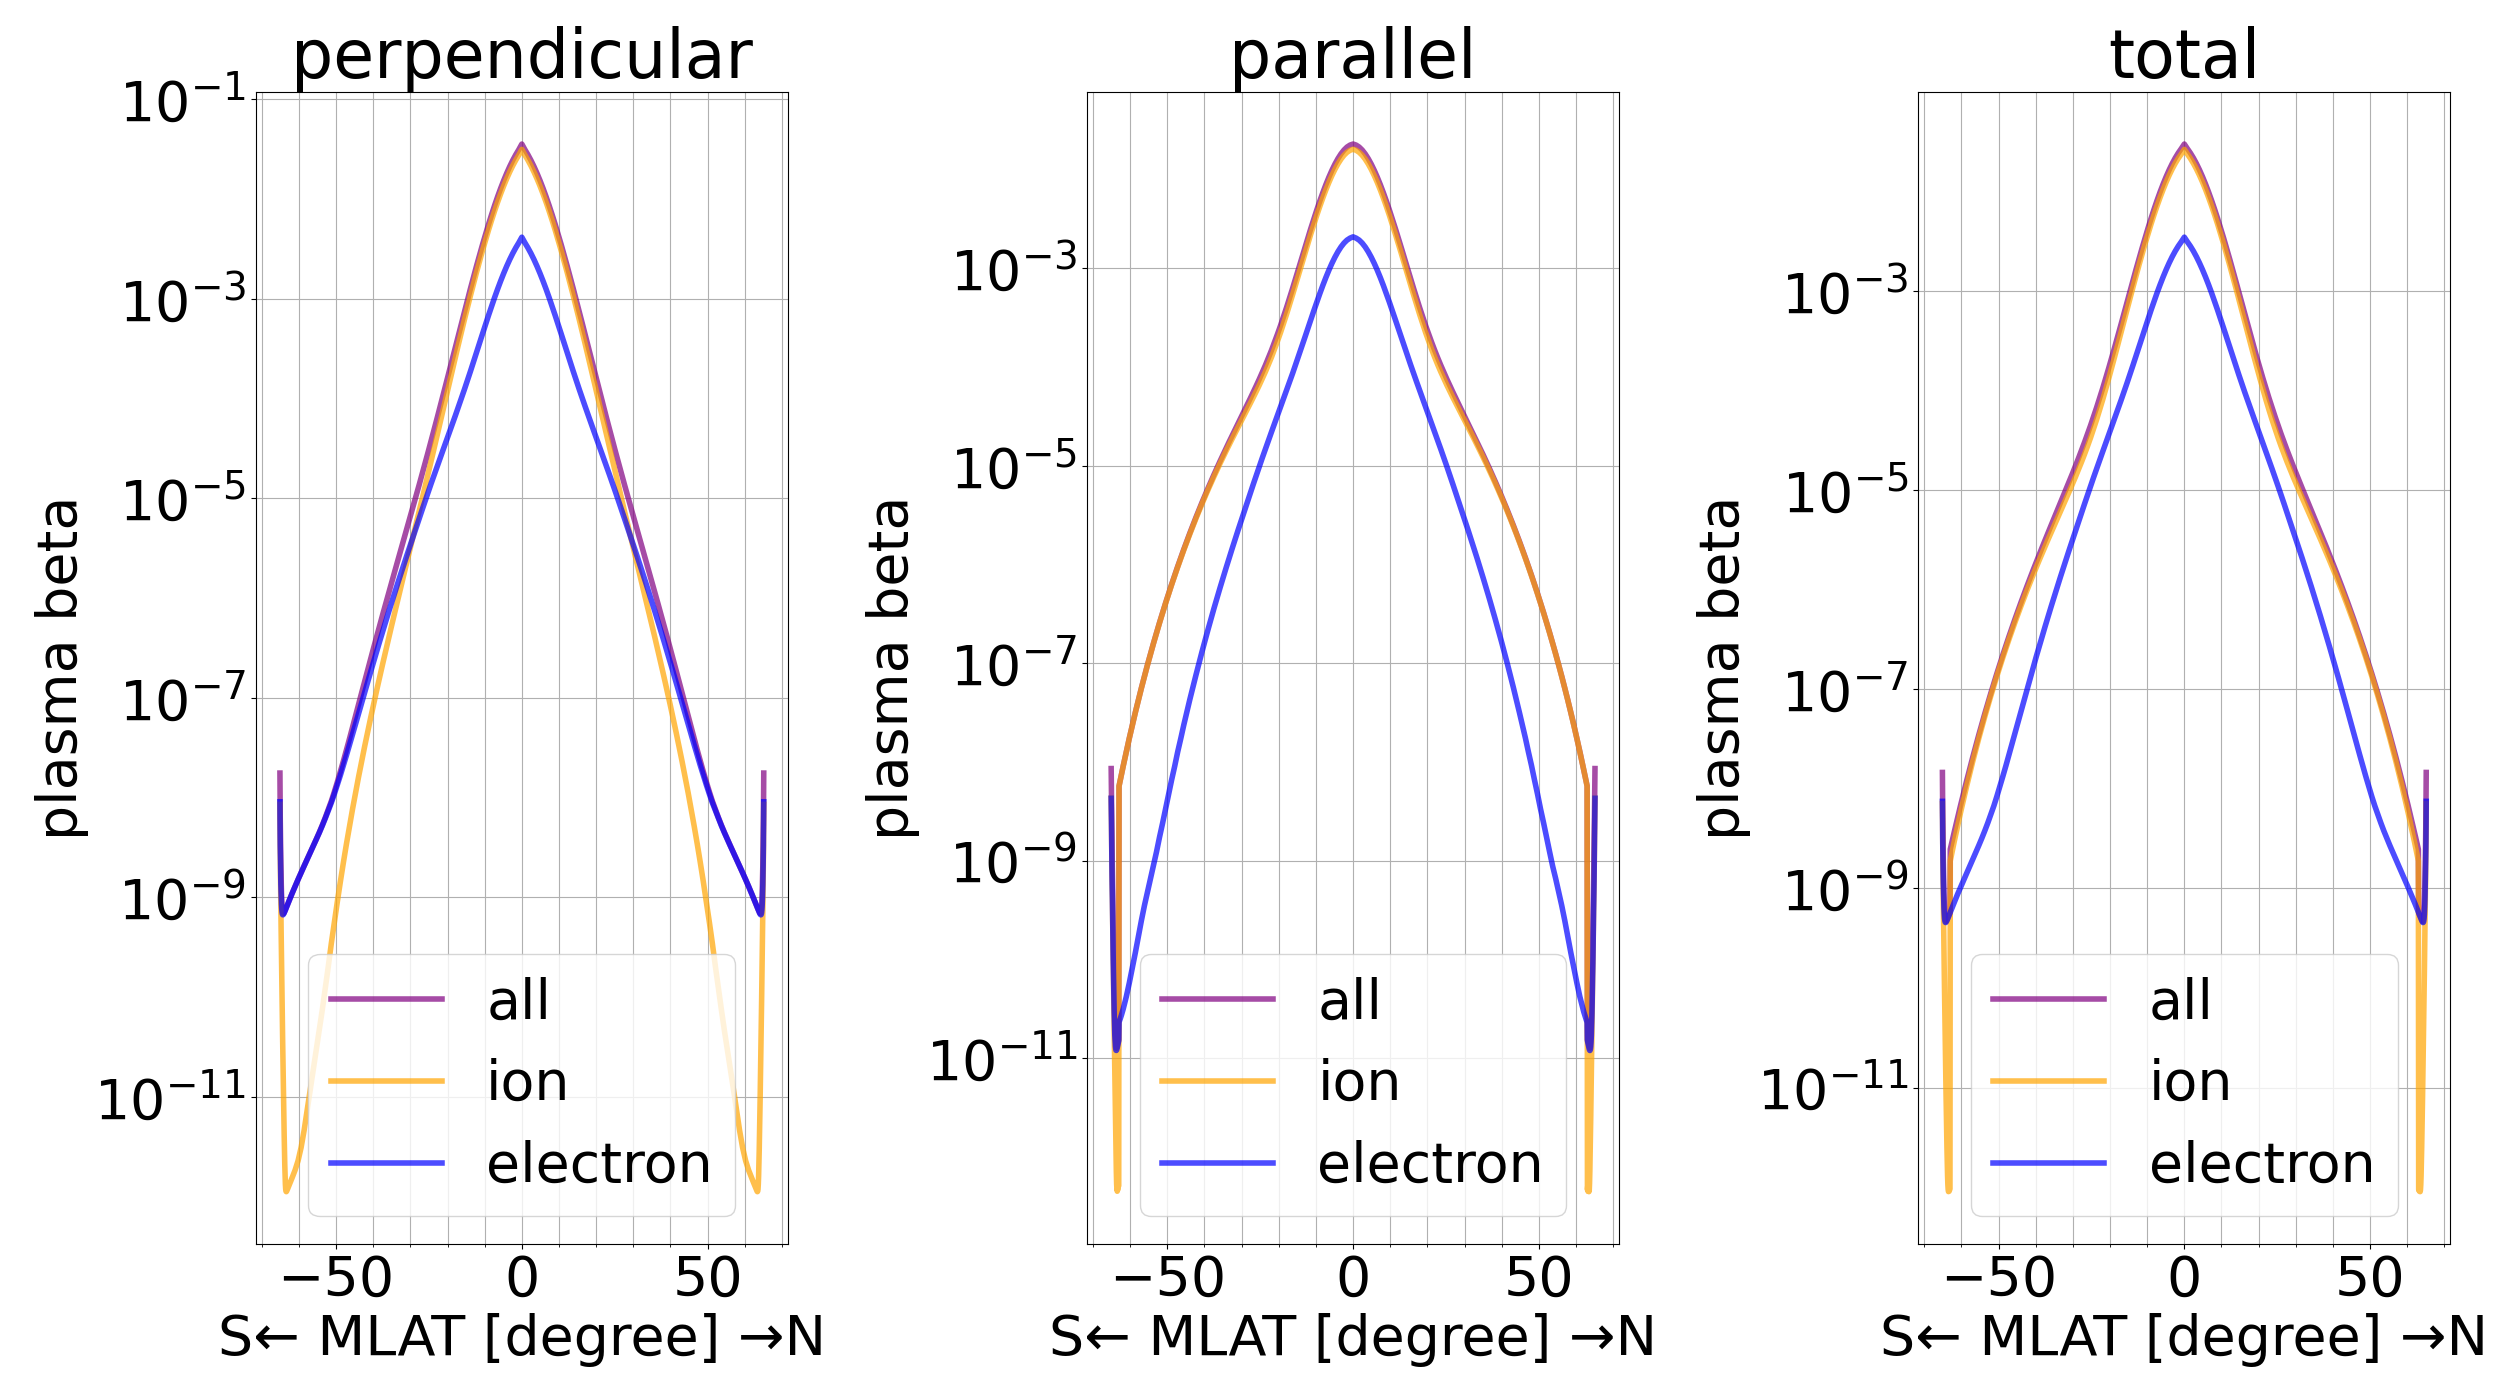 perpendicular
10⁻¹
10⁻³
10⁻⁵
10⁻⁷
10⁻⁹
10⁻¹¹
plasma beta
all
ion
electron
−50 0 50
S← MLAT [degree] →N
parallel
10⁻³
10⁻⁵
10⁻⁷
10⁻⁹
10⁻¹¹
plasma beta
all
ion
electron
−50 0 50
S← MLAT [degree] →N
total
10⁻³
10⁻⁵
10⁻⁷
10⁻⁹
10⁻¹¹
plasma beta
all
ion
electron
−50 0 50
S← MLAT [degree] →N